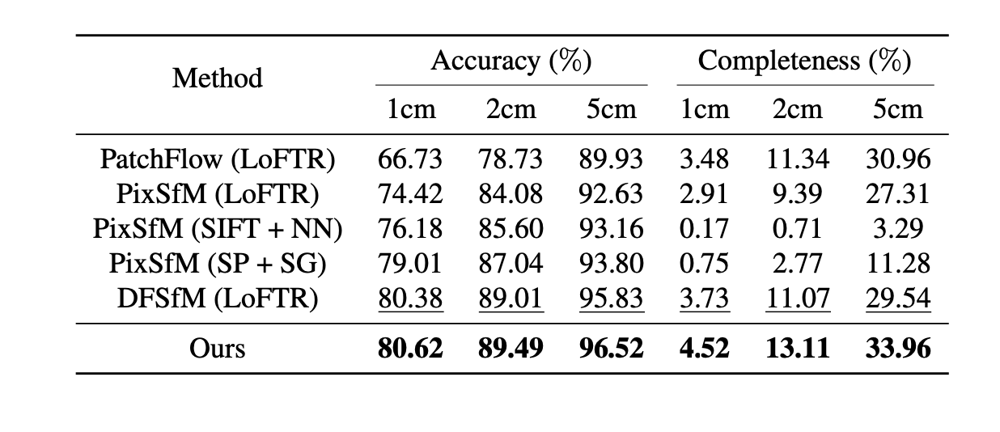 Method Accuracy (%) Completeness (%)
1cm 2cm 5cm 1cm 2cm 5cm
PatchFlow (LoFTR) 66.73 78.73 89.93 3.48 11.34 30.96
PixSfM (LoFTR) 74.42 84.08 92.63 2.91 9.39 27.31
PixSfM (SIFT + NN) 76.18 85.60 93.16 0.17 0.71 3.29
PixSfM (SP + SG) 79.01 87.04 93.80 0.75 2.77 11.28
DFSfM (LoFTR) 80.38 89.01 95.83 3.73 11.07 29.54
Ours 80.62 89.49 96.52 4.52 13.11 33.96